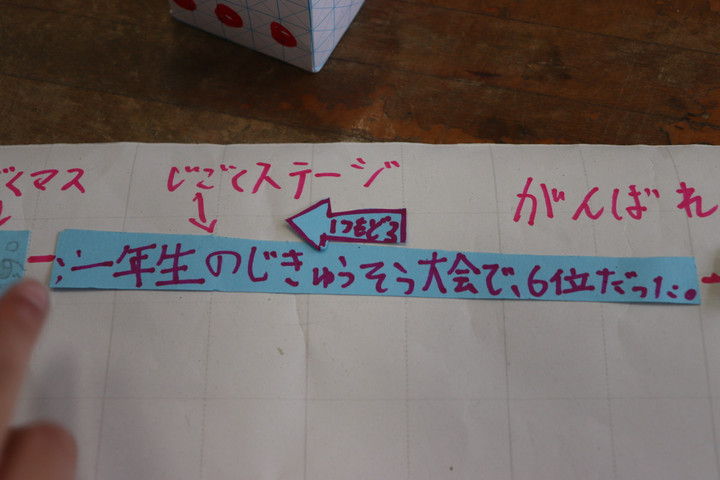 くマス
じごくステージ
がんばれ
1つもどる
一年生のじきゅうそう大会で、6位だった。